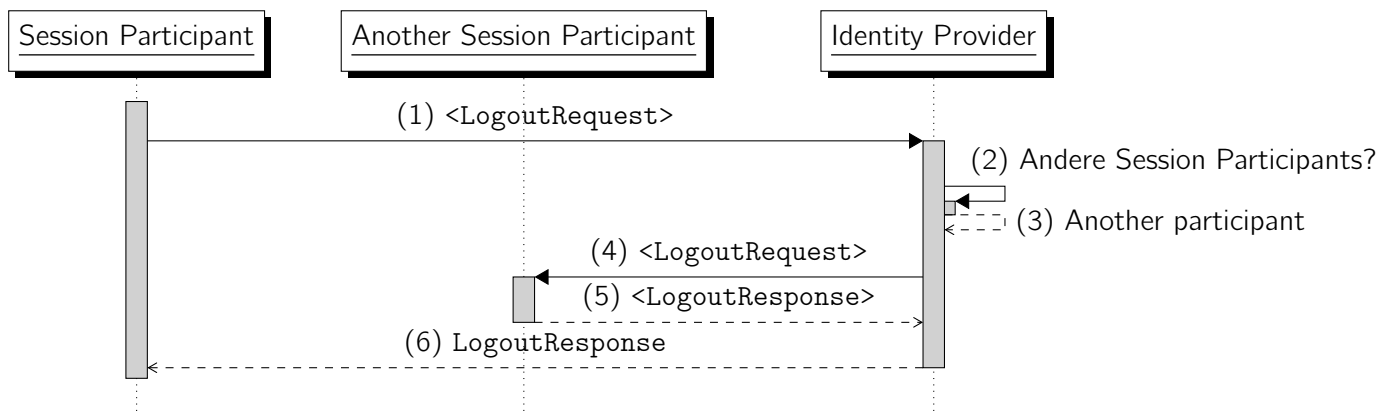 Session Participant
Another Session Participant
Identity Provider
(1) <LogoutRequest>
(2) Andere Session Participants?
(3) Another participant
(4) <LogoutRequest>
(5) <LogoutResponse>
(6) LogoutResponse